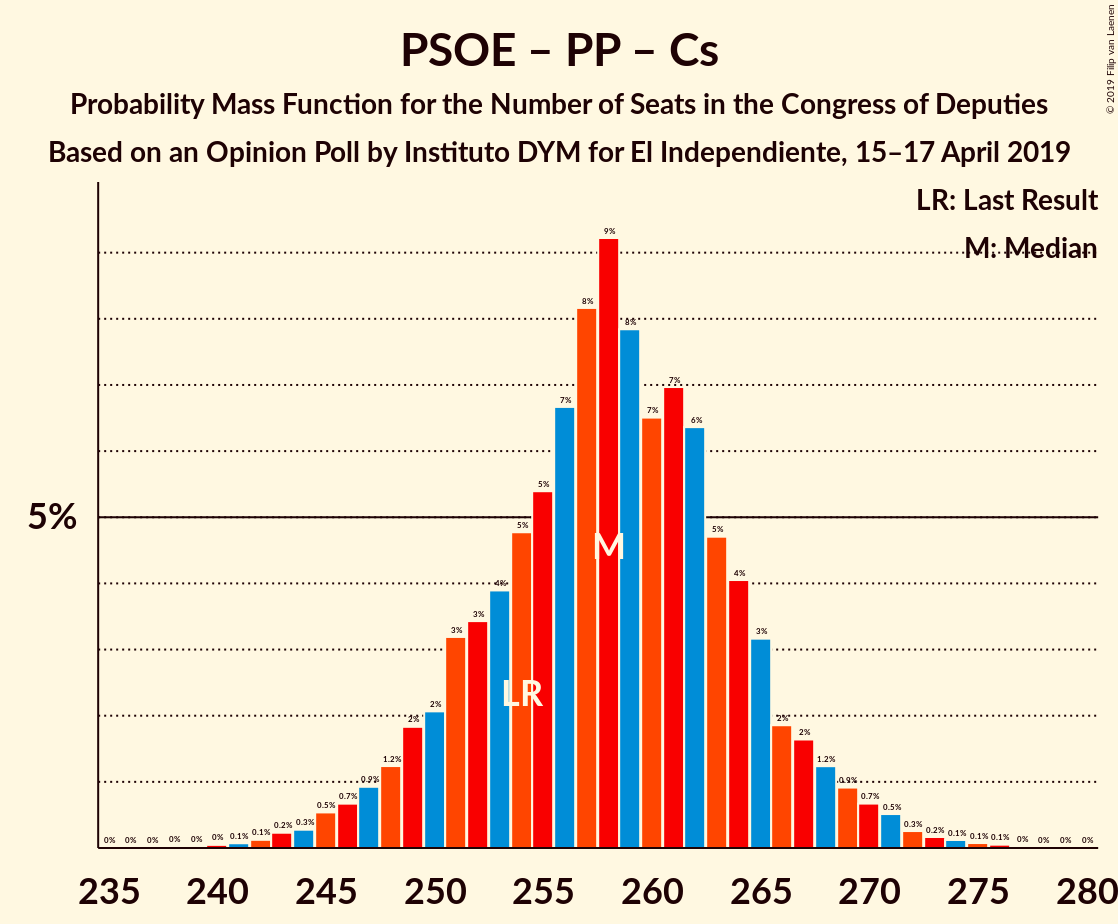 PSOE – PP – Cs
Probability Mass Function for the Number of Seats in the Congress of Deputies
Based on an Opinion Poll by Instituto DYM for El Independiente, 15–17 April 2019
© 2019 Filip van Laenen
LR: Last Result
M: Median
5%
0% 0% 0% 0% 0% 0% 0.1% 0.1% 0.2% 0.3% 0.5% 0.7% 0.9% 1.2% 2% 2% 3% 3% 4% 5% 5% 7% 8% 9% 8% 7% 7% 6% 5% 4% 3% 2% 2% 1.2% 0.9% 0.7% 0.5% 0.3% 0.2% 0.1% 0.1% 0.1% 0% 0% 0% 0%
M
LR
235 240 245 250 255 260 265 270 275 280